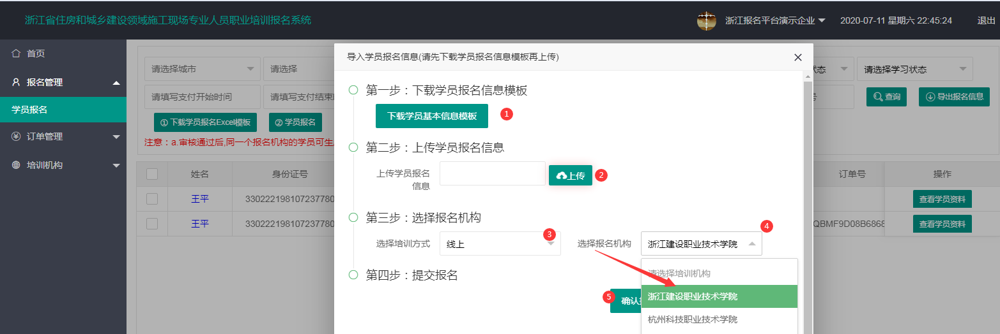 浙江省住房和城乡建设领域施工现场专业人员职业培训报名系统
浙江报名平台演示企业
2020-07-11 星期六 22:45:24
退出
首页
报名管理
学员报名
订单管理
培训机构
请选择城市
请选择
状态
请选择学习状态
请填写支付开始时间
请填写支付结束
号
查询
导出报名信息
① 下载学员报名Excel模板
② 学员报名
注意：a.审核通过后,同一个报名机构的学员可生
姓名
身份证号
订单号
操作
王平
330222198107237780
查看学员资料
王平
330222198107237780
QBMF9D08B6868
查看学员资料
导入学员报名信息(请先下载学员报名信息模板再上传)
第一步：下载学员报名信息模板
下载学员基本信息模板
1
第二步：上传学员报名信息
上传学员报名
信息
上传
2
第三步：选择报名机构
选择培训方式
线上
3
选择报名机构
浙江建设职业技术学院
4
请选择培训机构
浙江建设职业技术学院
杭州科技职业技术学院
第四步：提交报名
5
确认